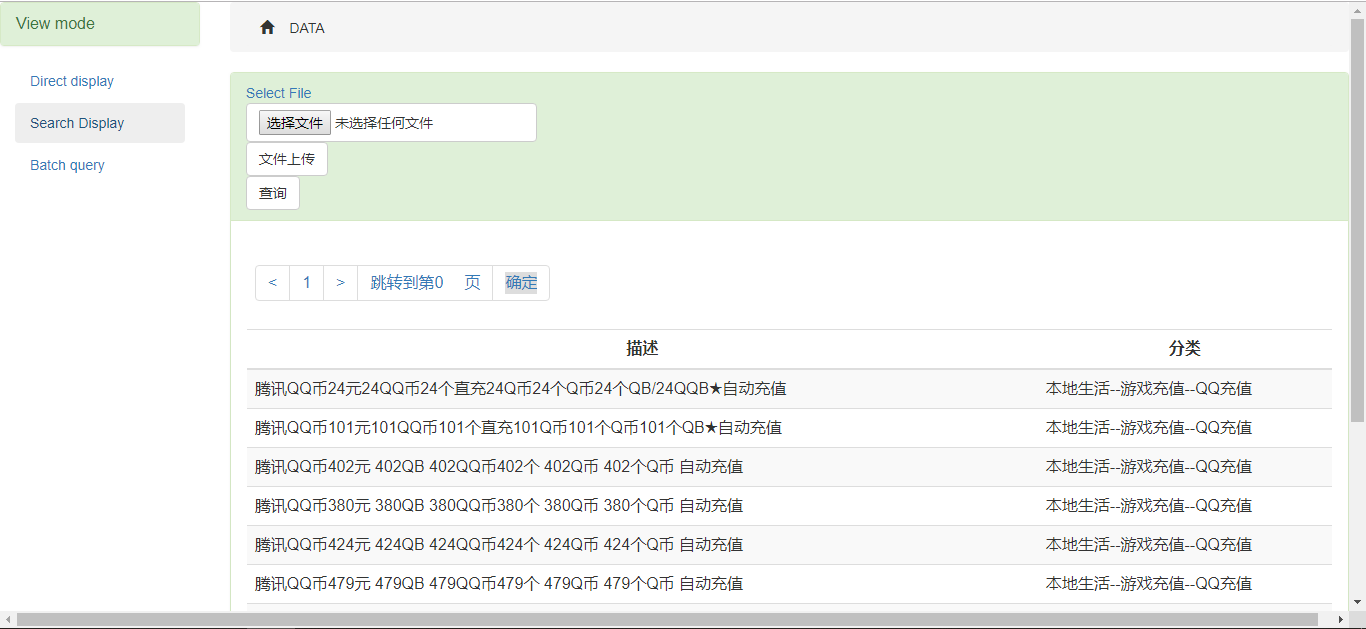 View mode
DATA
Direct display
Search Display
Batch query
Select File
选择文件 未选择任何文件
文件上传
查询
< 1 > 跳转到第0 页 确定
描述 分类
腾讯QQ币24元24QQ币24个直充24Q币24个Q币24个QB/24QQB★自动充值 本地生活--游戏充值--QQ充值
腾讯QQ币101元101QQ币101个直充101Q币101个Q币101个QB★自动充值 本地生活--游戏充值--QQ充值
腾讯QQ币402元 402QB 402QQ币402个 402Q币 402个Q币 自动充值 本地生活--游戏充值--QQ充值
腾讯QQ币380元 380QB 380QQ币380个 380Q币 380个Q币 自动充值 本地生活--游戏充值--QQ充值
腾讯QQ币424元 424QB 424QQ币424个 424Q币 424个Q币 自动充值 本地生活--游戏充值--QQ充值
腾讯QQ币479元 479QB 479QQ币479个 479Q币 479个Q币 自动充值 本地生活--游戏充值--QQ充值